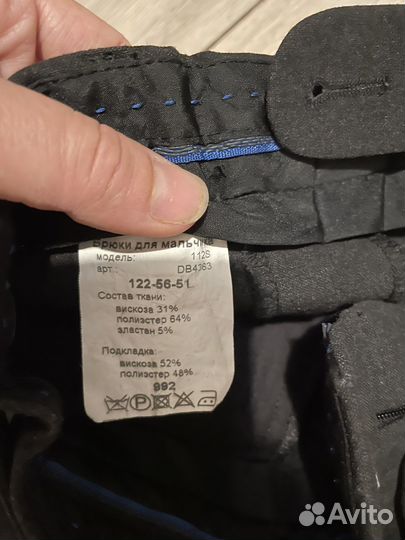 Брюки для мальчика
модель: 112S
арт.: DB4363
122-56-51
Состав ткани:
вискоза 31%
полиэстер 64%
эластан 5%
Подкладка:
вискоза 52%
полиэстер 48%
992
P
Avito